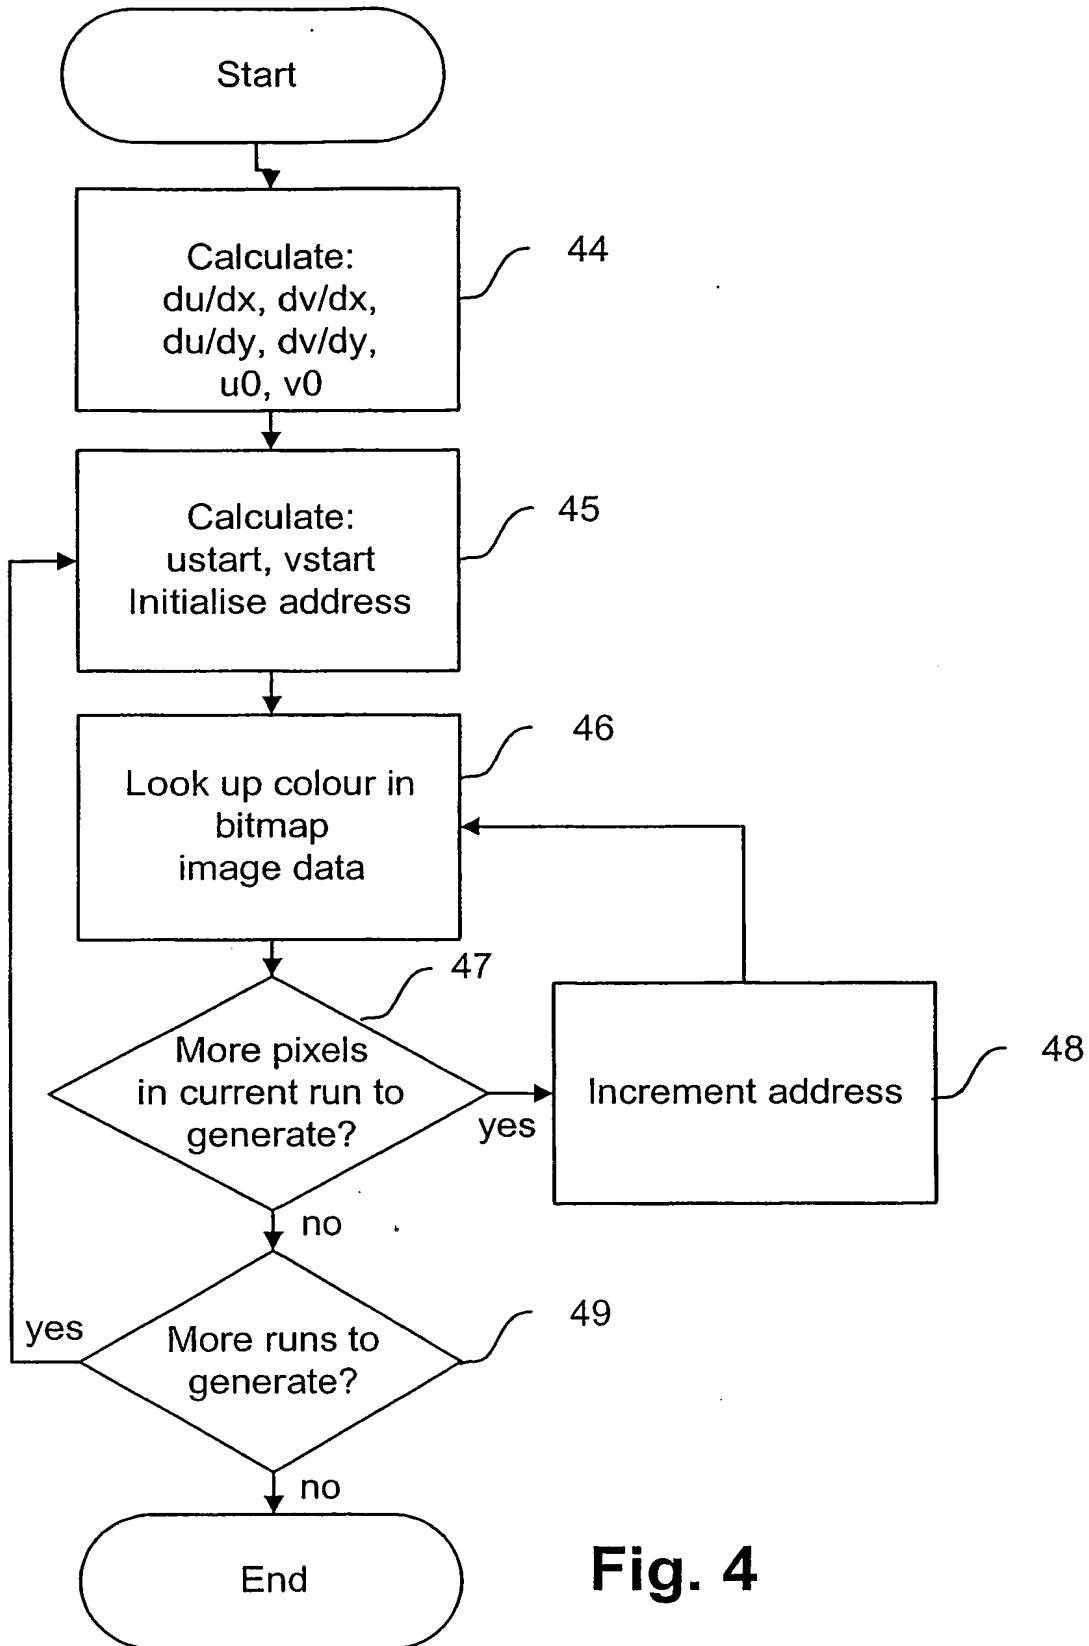 Start
Calculate:
du/dx, dv/dx,
du/dy, dv/dy,
u0, v0
44
Calculate:
ustart, vstart
Initialise address
45
Look up colour in
bitmap
image data
46
47
More pixels
in current run to
generate?
yes
Increment address
48
no
More runs to
generate?
yes
49
no
End
Fig. 4